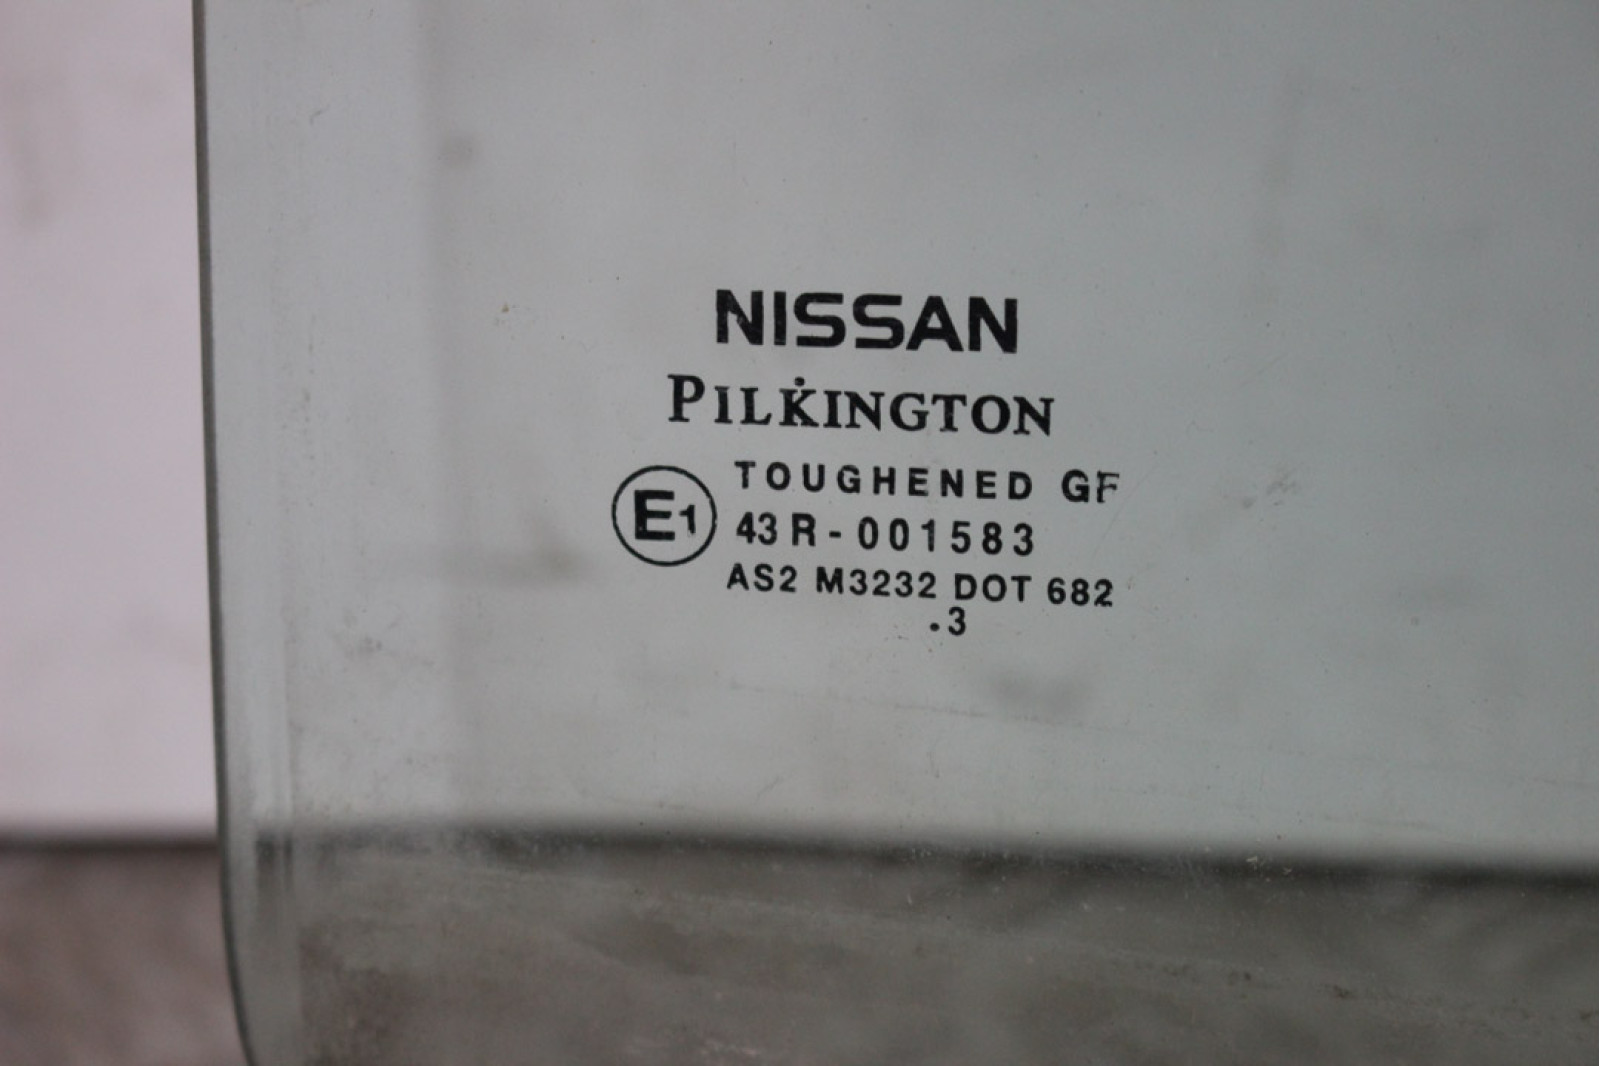 NISSAN
PILKINGTON
TOUGHENED GF
E1 43R-001583
AS2 M3232 DOT 682
.3